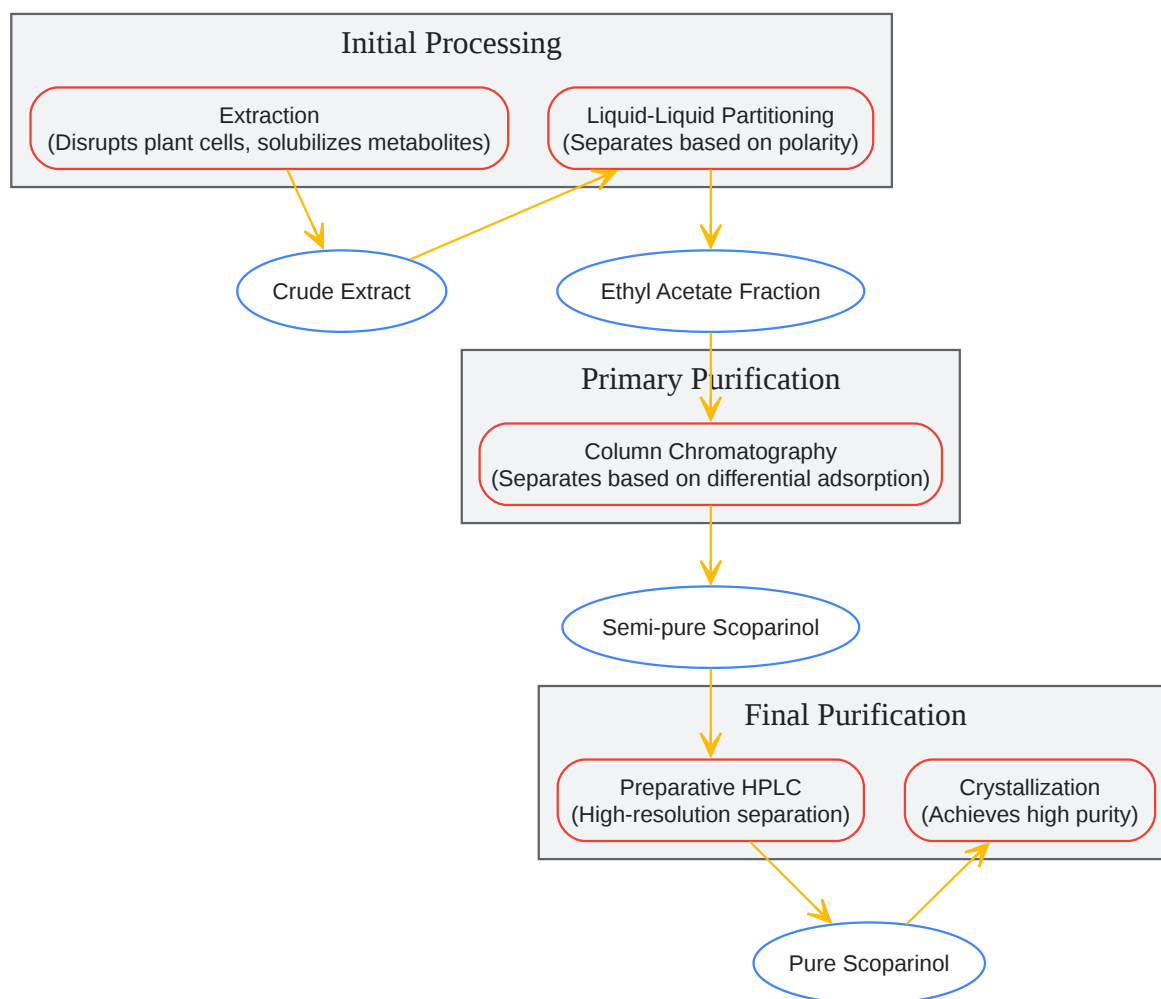 Initial Processing
Extraction
(Disrupts plant cells, solubilizes metabolites)
Liquid-Liquid Partitioning
(Separates based on polarity)
Crude Extract
Ethyl Acetate Fraction
Primary Purification
Column Chromatography
(Separates based on differential adsorption)
Semi-pure Scoparinol
Final Purification
Preparative HPLC
(High-resolution separation)
Crystallization
(Achieves high purity)
Pure Scoparinol